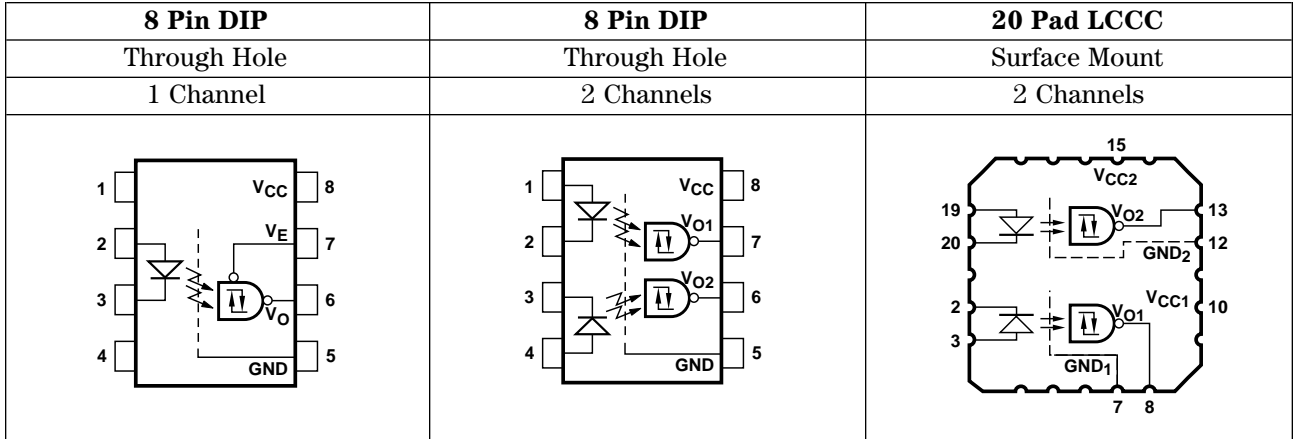 8 Pin DIP
8 Pin DIP
20 Pad LCCC
Through Hole
Through Hole
Surface Mount
1 Channel
2 Channels
2 Channels
1
VCC
8
2
VE
7
3
6
VO
4
GND
5
1
VCC
8
VO1
2
7
3
VO2
6
4
GND
5
15
VCC2
19
VO2
13
20
GND2
12
2
VCC1
10
VO1
3
GND1
7
8